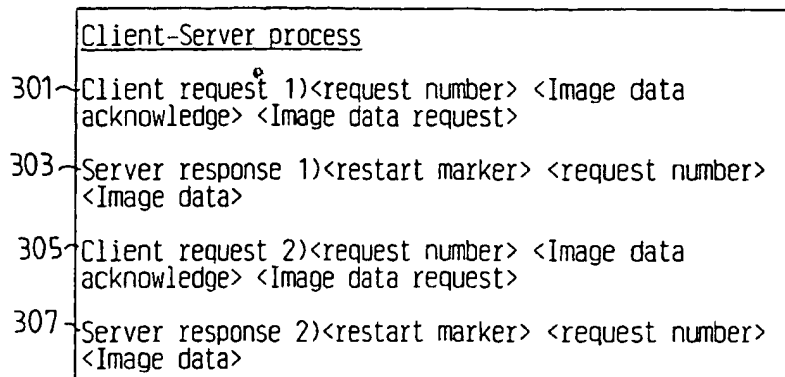 Client-Server process
301 Client request 1)<request number> <Image data
acknowledge> <Image data request>
303 Server response 1)<restart marker> <request number>
<Image data>
305 Client request 2)<request number> <Image data
acknowledge> <Image data request>
307 Server response 2)<restart marker> <request number>
<Image data>